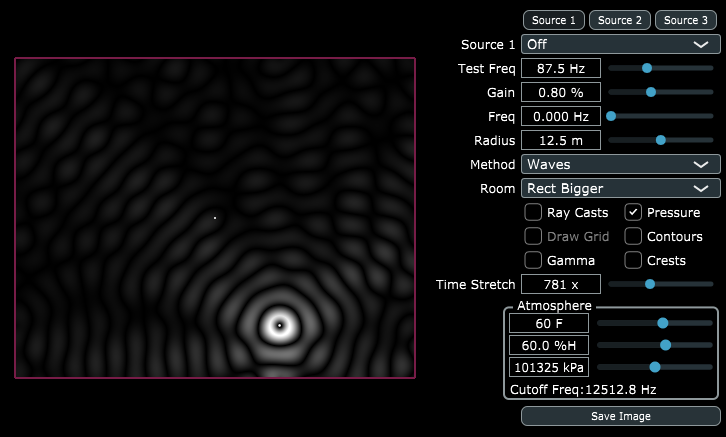 Source 1 Source 2 Source 3
Source 1 Off
Test Freq 87.5 Hz
Gain 0.80 %
Freq 0.000 Hz
Radius 12.5 m
Method Waves
Room Rect Bigger
Ray Casts Pressure
Draw Grid Contours
Gamma Crests
Time Stretch 781 x
Atmosphere
60 F
60.0 %H
101325 kPa
Cutoff Freq:12512.8 Hz
Save Image